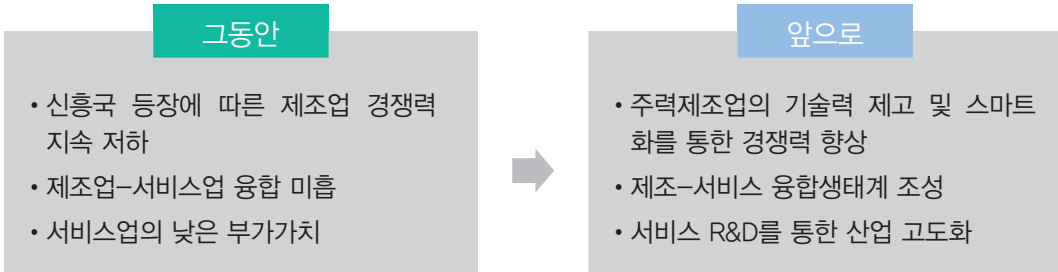 그동안
• 신흥국 등장에 따른 제조업 경쟁력
지속 저하
• 제조업-서비스업 융합 미흡
• 서비스업의 낮은 부가가치
앞으로
• 주력제조업의 기술력 제고 및 스마트
화를 통한 경쟁력 향상
• 제조-서비스 융합생태계 조성
• 서비스 R&D를 통한 산업 고도화